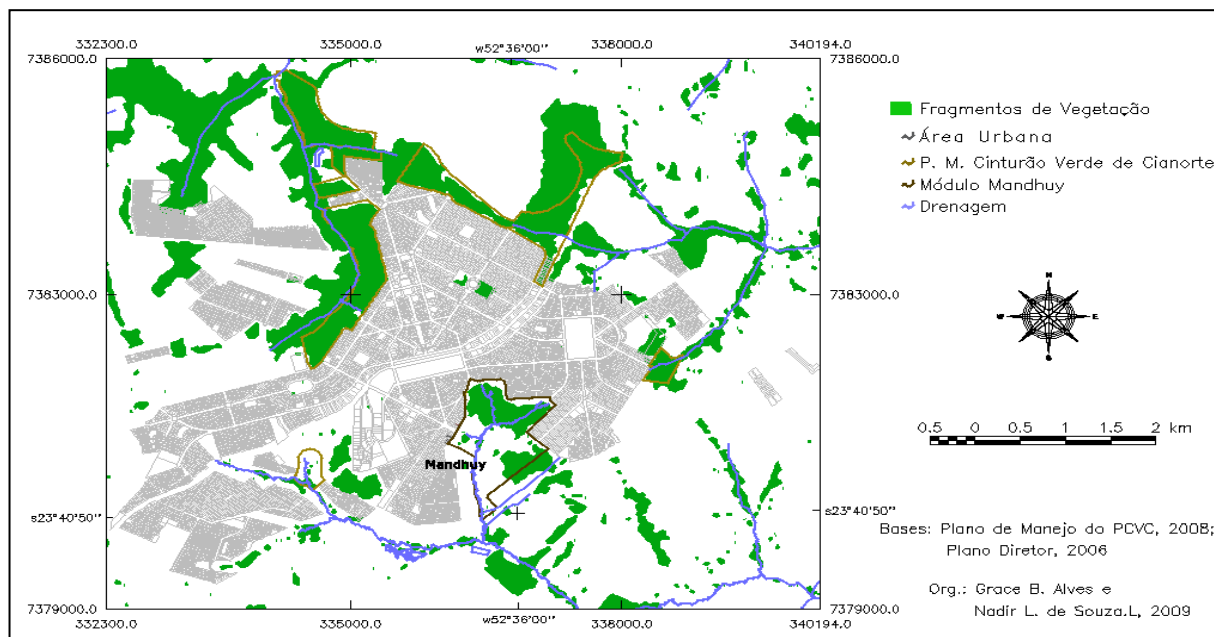 332300.0 335000.0 w52°36'00'' 338000.0 340194.0
7386000.0 7386000.0
Fragmentos de Vegetação
Área Urbana
P. M. Cinturão Verde de Cianorte
Módulo Mandhuy
Drenagem
N
W E
S
7383000.0 7383000.0
0.5 0 0.5 1 1.5 2 km
Mandhuy
s23°40'50'' s23°40'50''
Bases: Plano de Manejo do PCVC, 2008;
Plano Diretor, 2006
Org.: Grace B. Alves e
Nadir L. de Souza.L, 2009
7379000.0 7379000.0
332300.0 335000.0 w52°36'00'' 338000.0 340194.0